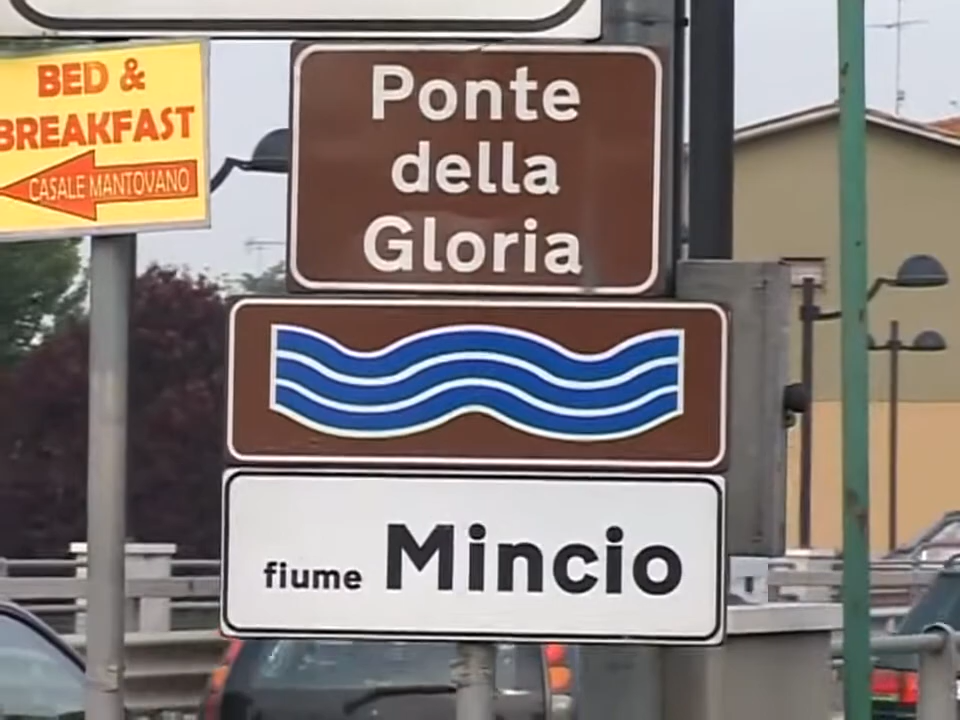 BED &
BREAKFAST
CASALE MANTOVANO
Ponte
della
Gloria
fiume Mincio